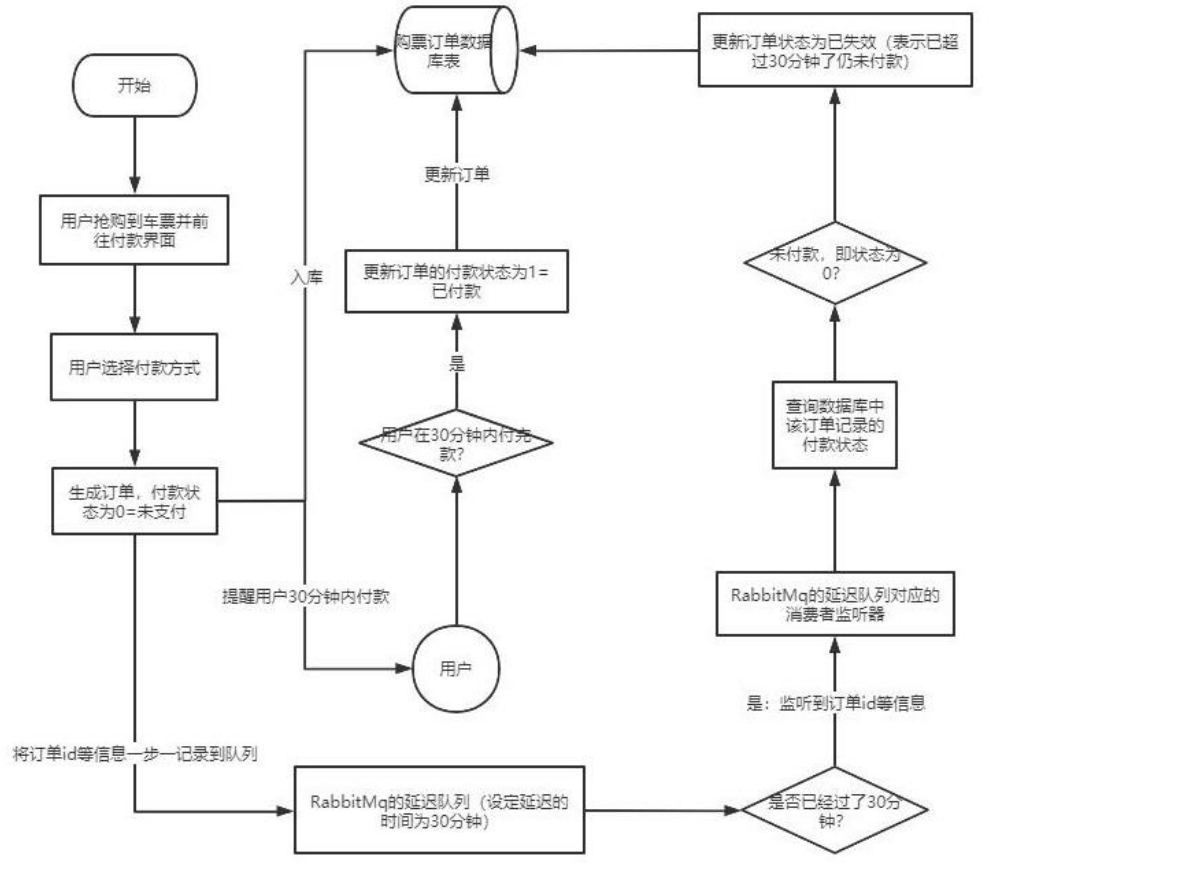 开始
用户抢购到车票并前
往付款界面
用户选择付款方式
生成订单，付款状
态为0=未支付
入库
提醒用户30分钟内付款
将订单id等信息一步一记录到队列
购票订单数据
库表
更新订单
更新订单的付款状态为1=
已付款
是
用户在30分钟内付完
款？
用户
RabbitMq的延迟队列（设定延迟的
时间为30分钟）
更新订单状态为已失效（表示已超
过30分钟了仍未付款）
未付款，即状态为
0？
查询数据库中
该订单记录的
付款状态
RabbitMq的延迟队列对应的
消费者监听器
是：监听到订单id等信息
是否已经过了30分
钟？